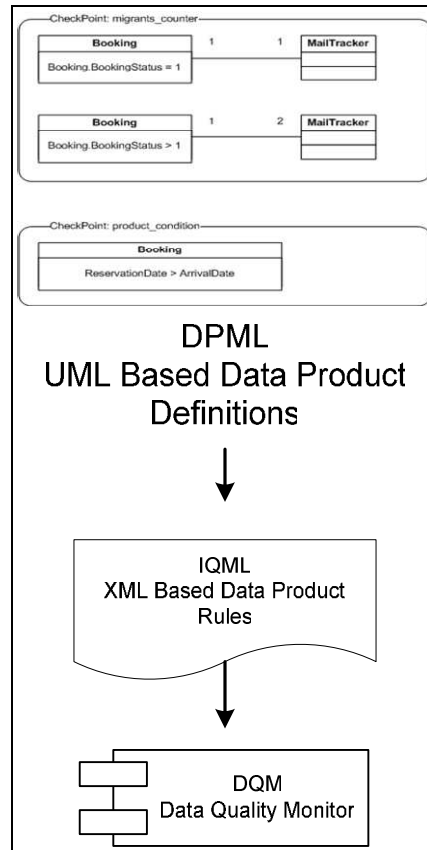 CheckPoint: migrants_counter
Booking 1 1 MailTracker
Booking.BookingStatus = 1
Booking 1 2 MailTracker
Booking.BookingStatus > 1
CheckPoint: product_condition
Booking
ReservationDate > ArrivalDate
DPML
UML Based Data Product
Definitions
IQML
XML Based Data Product
Rules
DQM
Data Quality Monitor